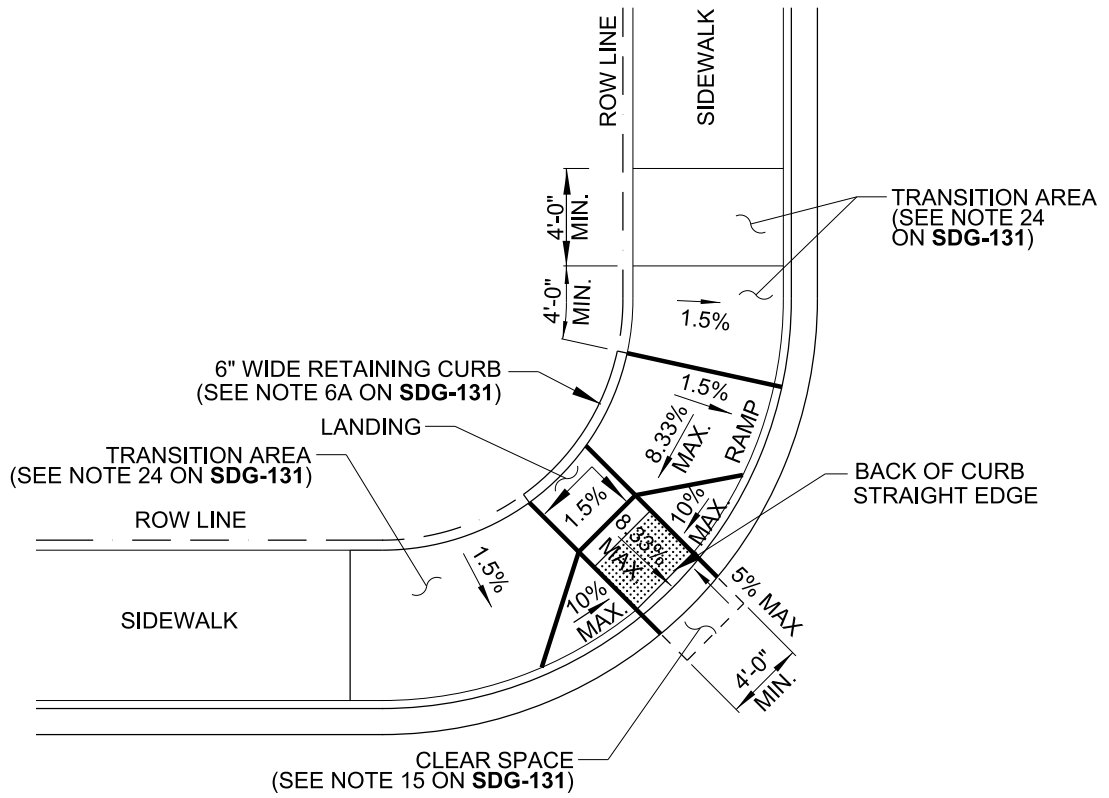 ROW LINE
SIDEWALK
4'-0"
MIN.
4'-0"
MIN.
TRANSITION AREA
(SEE NOTE 24
ON SDG-131)
1.5%
6" WIDE RETAINING CURB
(SEE NOTE 6A ON SDG-131)
1.5%
8.33%
MAX.
RAMP
LANDING
TRANSITION AREA
(SEE NOTE 24 ON SDG-131)
BACK OF CURB
STRAIGHT EDGE
1.5%
10%
MAX.
ROW LINE
8.33%
MAX.
1.5%
10%
MAX.
5% MAX
SIDEWALK
4'-0"
MIN.
CLEAR SPACE
(SEE NOTE 15 ON SDG-131)